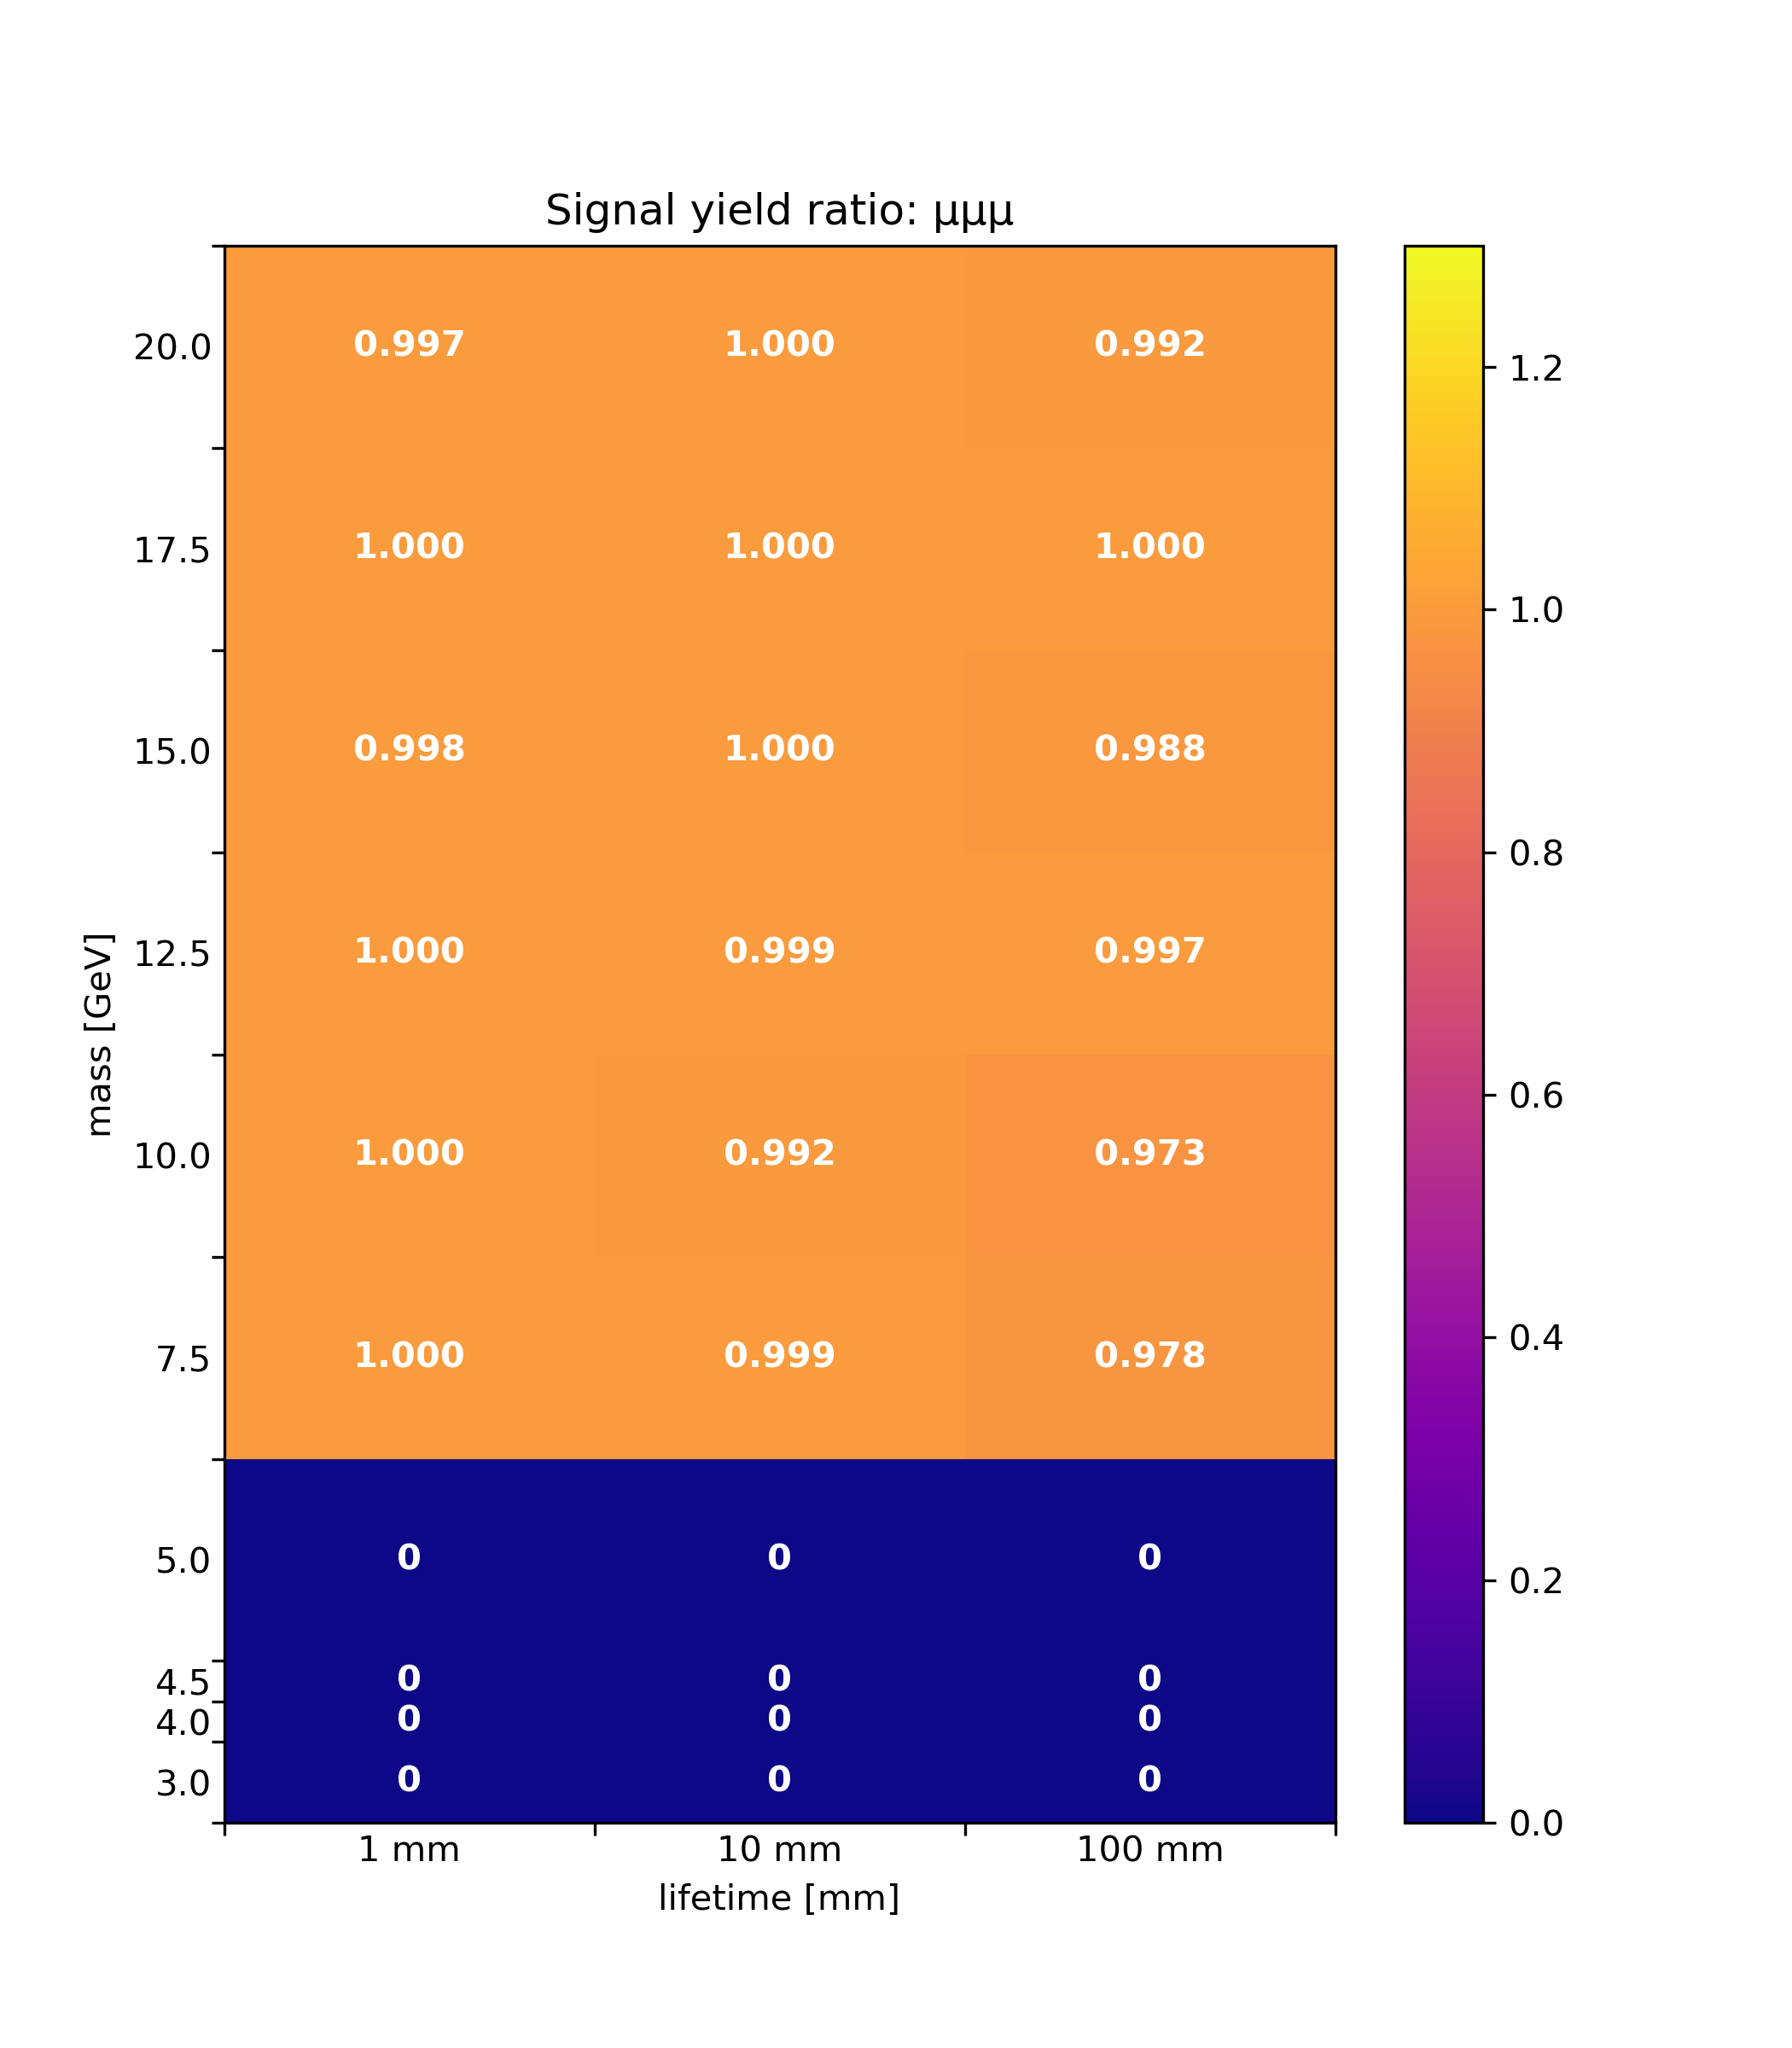 Signal yield ratio: μμμ
20.0 0.997 1.000 0.992
17.5 1.000 1.000 1.000
15.0 0.998 1.000 0.988
12.5 1.000 0.999 0.997
10.0 1.000 0.992 0.973
7.5 1.000 0.999 0.978
5.0 0 0 0
4.5 0 0 0
4.0 0 0 0
3.0 0 0 0
mass [GeV]
1 mm 10 mm 100 mm
lifetime [mm]
1.2
1.0
0.8
0.6
0.4
0.2
0.0